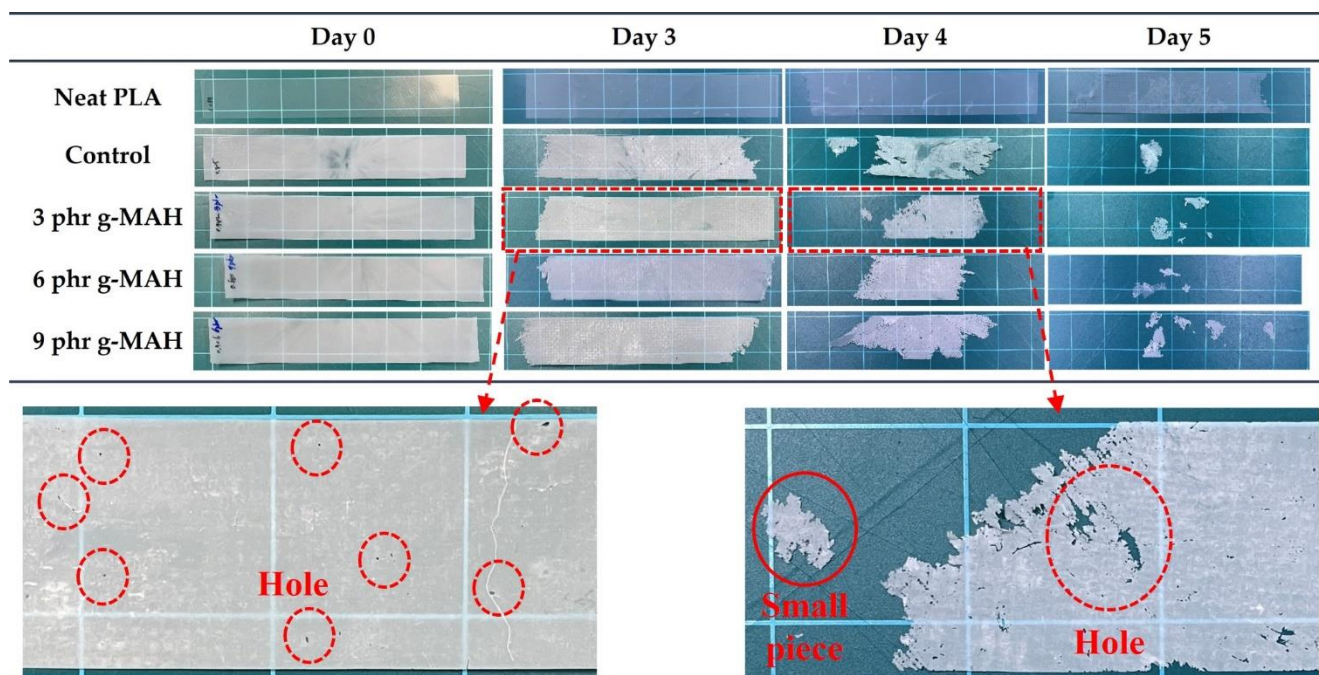 Day 0 Day 3 Day 4 Day 5
Neat PLA
Control
3 phr g-MAH
6 phr g-MAH
9 phr g-MAH
Hole
Small
piece
Hole